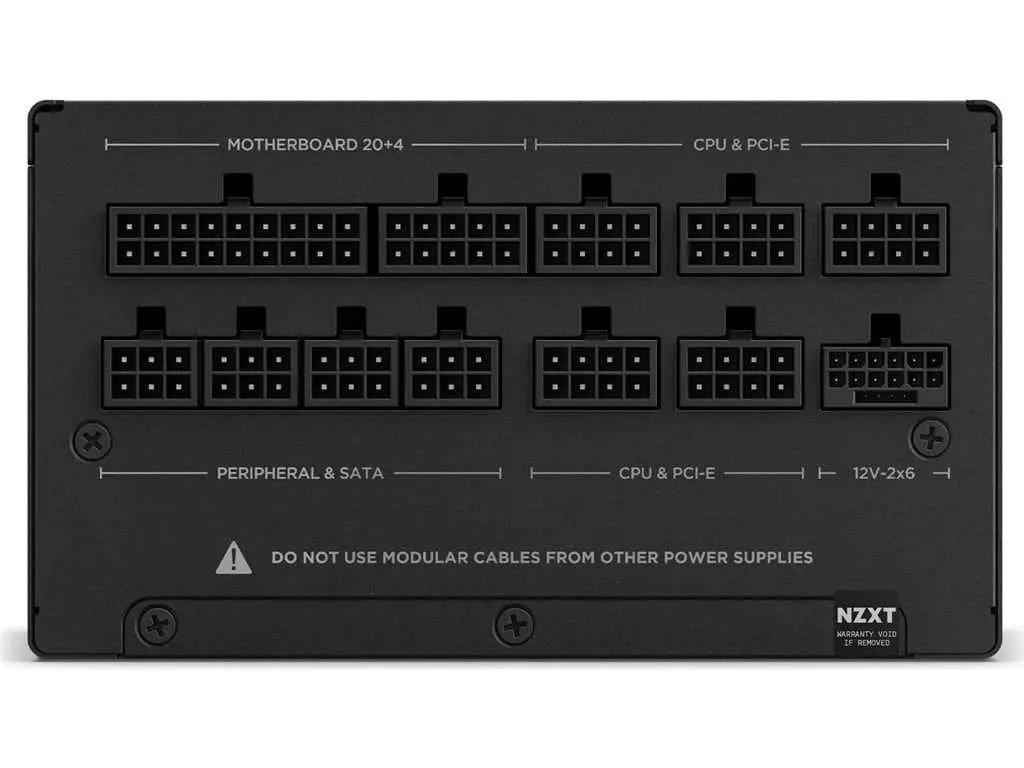 MOTHERBOARD 20+4
CPU & PCI-E
PERIPHERAL & SATA
CPU & PCI-E
12V-2x6
DO NOT USE MODULAR CABLES FROM OTHER POWER SUPPLIES
NZXT
WARRANTY VOID
IF REMOVED